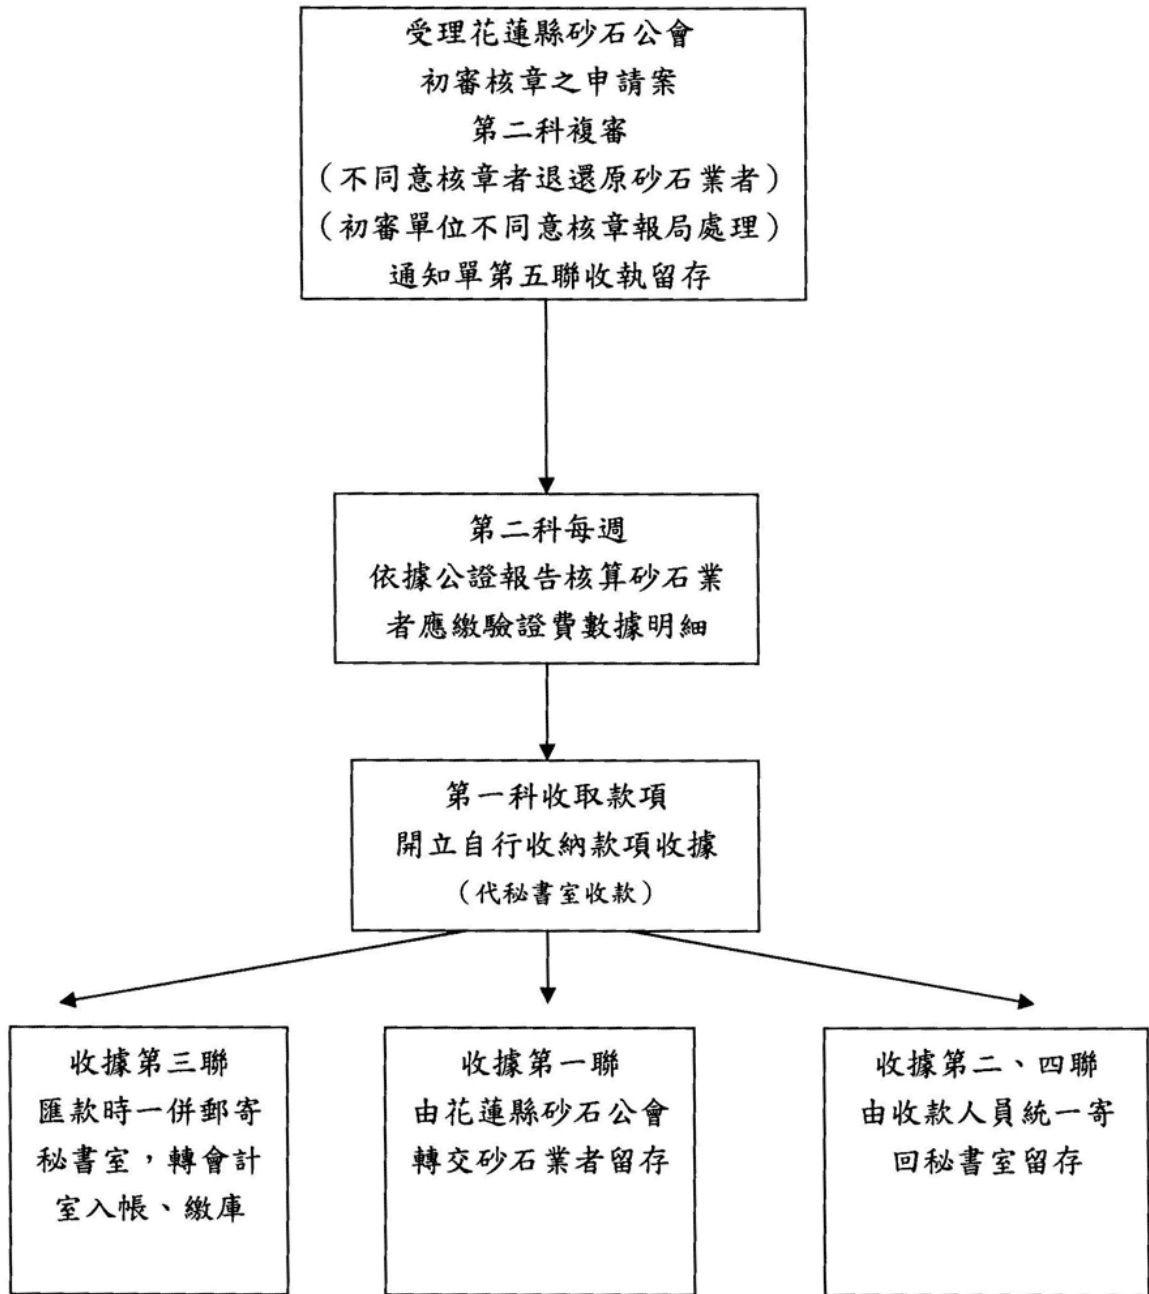 受理花蓮縣砂石公會
初審核章之申請案
第二科複審
（不同意核章者退還原砂石業者）
（初審單位不同意核章報局處理）
通知單第五聯收執留存
第二科每週
依據公證報告核算砂石業
者應繳驗證費數據明細
第一科收取款項
開立自行收納款項收據
（代秘書室收款）
收據第三聯
匯款時一併郵寄
秘書室，轉會計
室入帳、繳庫
收據第一聯
由花蓮縣砂石公會
轉交砂石業者留存
收據第二、四聯
由收款人員統一寄
回秘書室留存